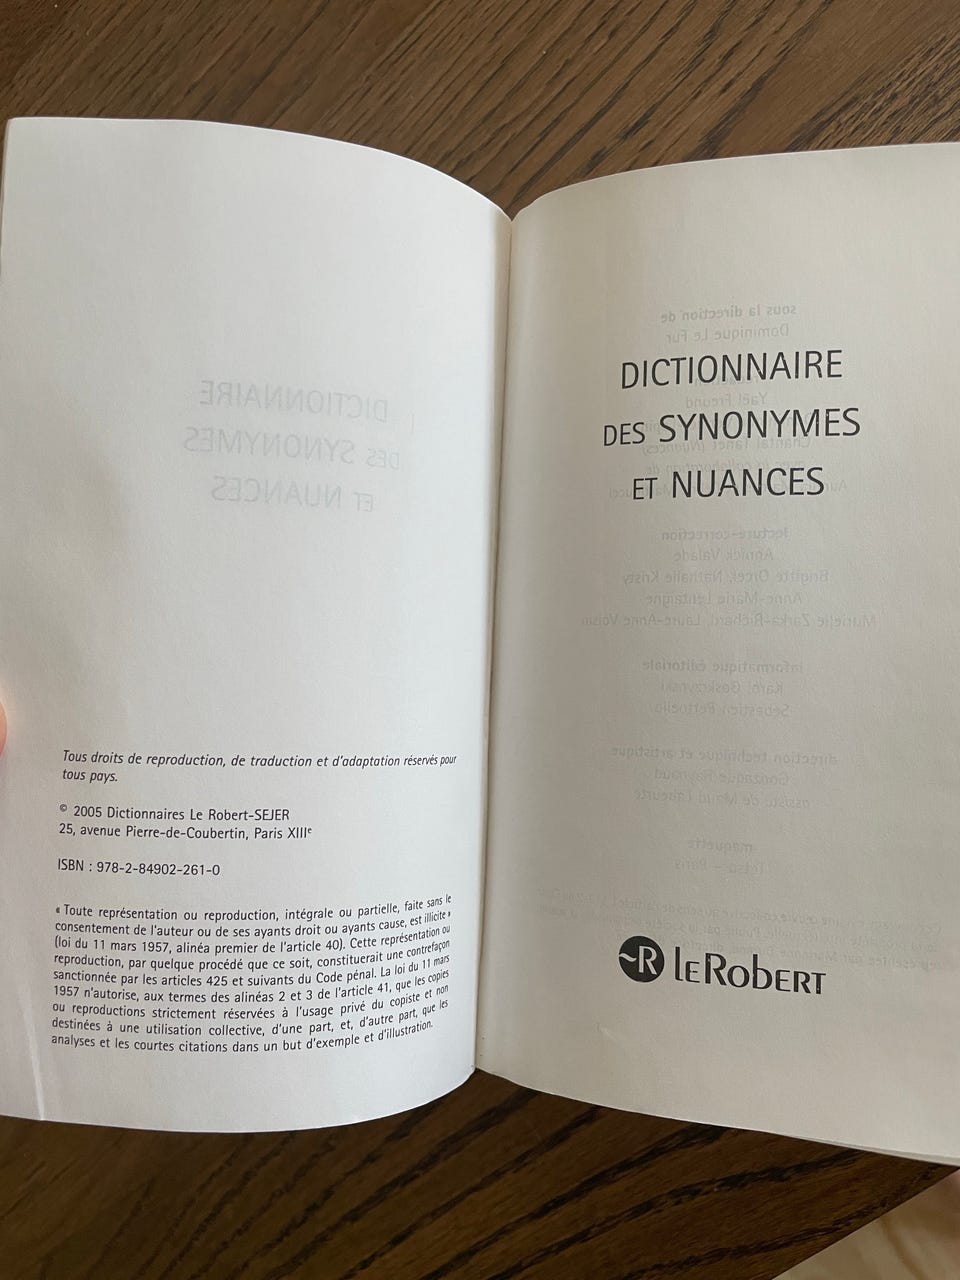 Tous droits de reproduction, de traduction et d'adaptation réservés pour
tous pays.
© 2005 Dictionnaires Le Robert-SEJER
25, avenue Pierre-de-Coubertin, Paris XIIIe
ISBN : 978-2-84902-261-0
« Toute représentation ou reproduction, intégrale ou partielle, faite sans le
consentement de l'auteur ou de ses ayants droit ou ayants cause, est illicite »
(loi du 11 mars 1957, alinéa premier de l'article 40). Cette représentation ou
reproduction, par quelque procédé que ce soit, constituerait une contrefaçon
sanctionnée par les articles 425 et suivants du Code pénal. La loi du 11 mars
1957 n'autorise, aux termes des alinéas 2 et 3 de l'article 41, que les copies
ou reproductions strictement réservées à l'usage privé du copiste et non
destinées à une utilisation collective, d'une part, et, d'autre part, que les
analyses et les courtes citations dans un but d'exemple et d'illustration.
DICTIONNAIRE
DES SYNONYMES
ET NUANCES
~R LEROBERT